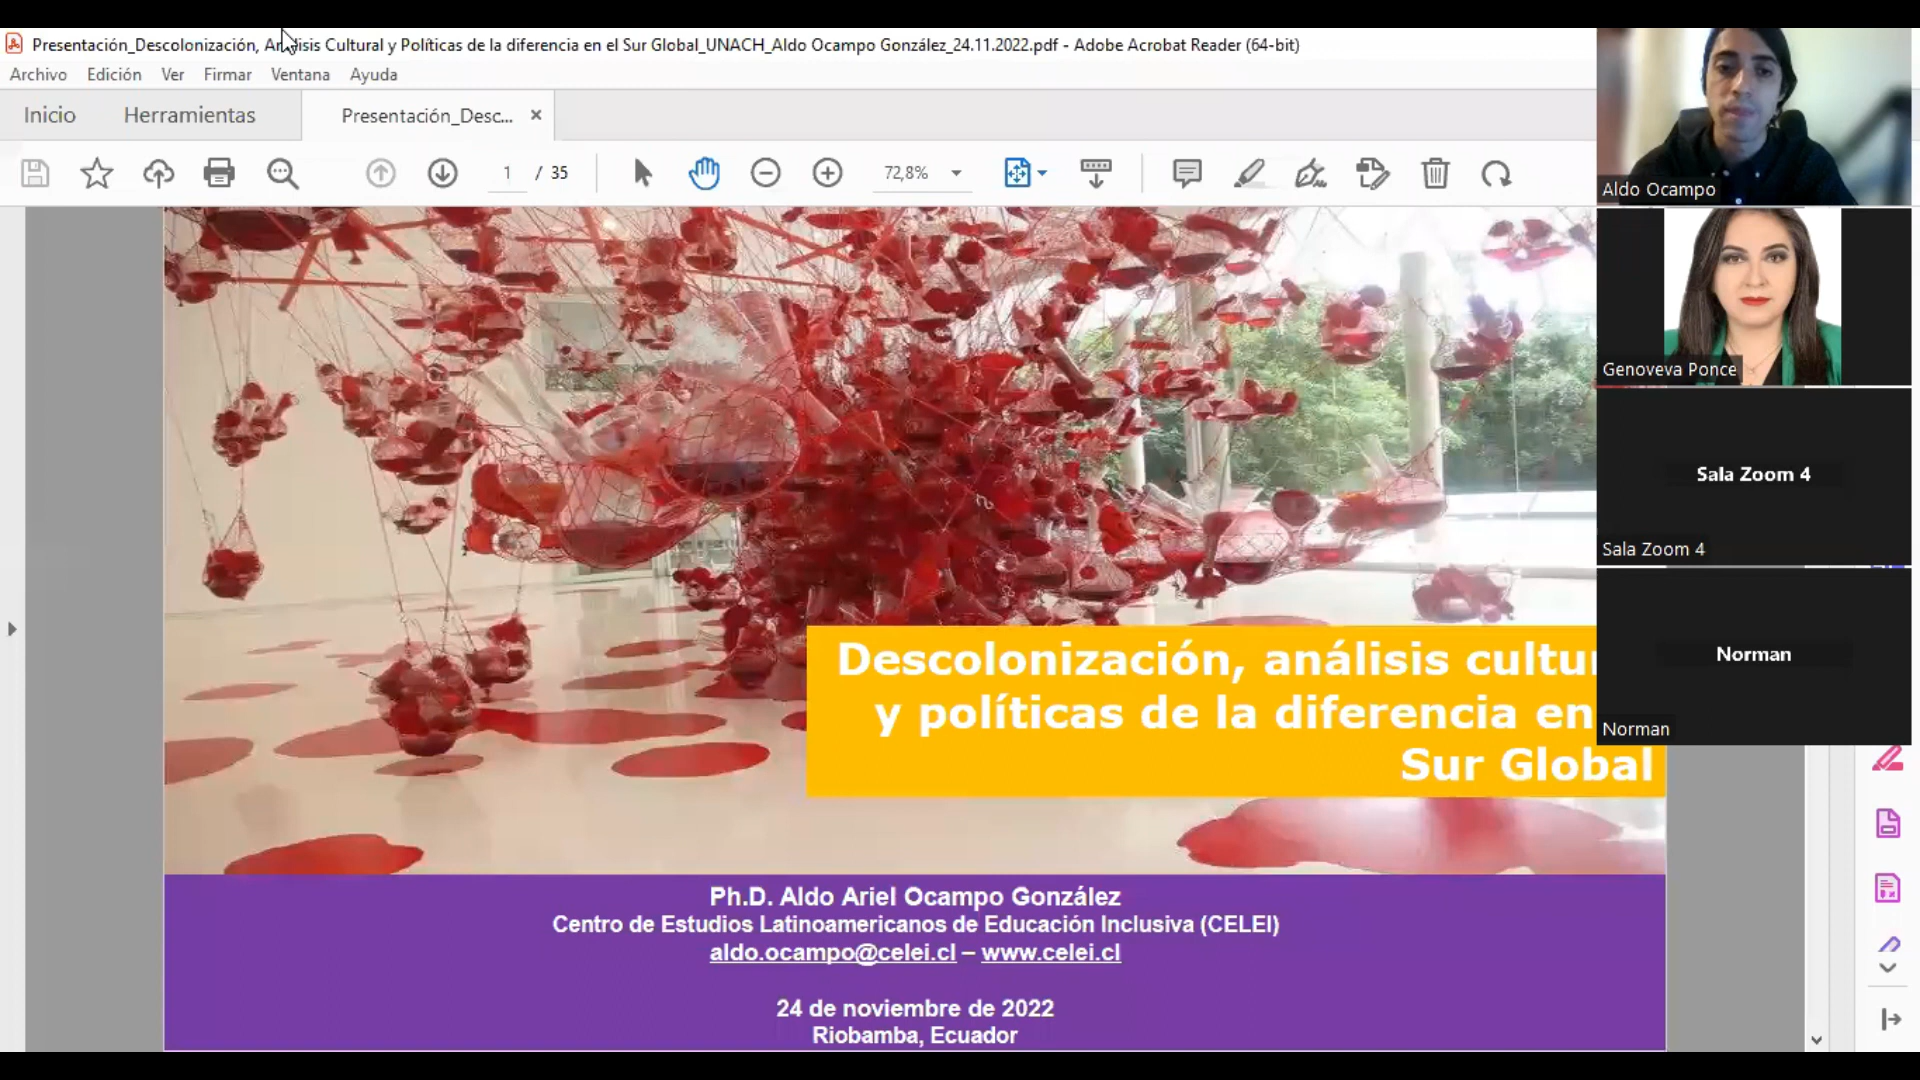 Presentación_Descolonización, Análisis Cultural y Políticas de la diferencia en el Sur Global_UNACH_Aldo Ocampo González_24.11.2022.pdf - Adobe Acrobat Reader (64-bit)
Archivo Edición Ver Firmar Ventana Ayuda
Inicio Herramientas Presentación_Desc... ×
1 / 35 72,8%
Aldo Ocampo
Genoveva Ponce
Sala Zoom 4
Sala Zoom 4
Norman
Norman
Descolonización, análisis cultur
y políticas de la diferencia en
Sur Global
Ph.D. Aldo Ariel Ocampo González
Centro de Estudios Latinoamericanos de Educación Inclusiva (CELEI)
aldo.ocampo@celei.cl – www.celei.cl
24 de noviembre de 2022
Riobamba, Ecuador